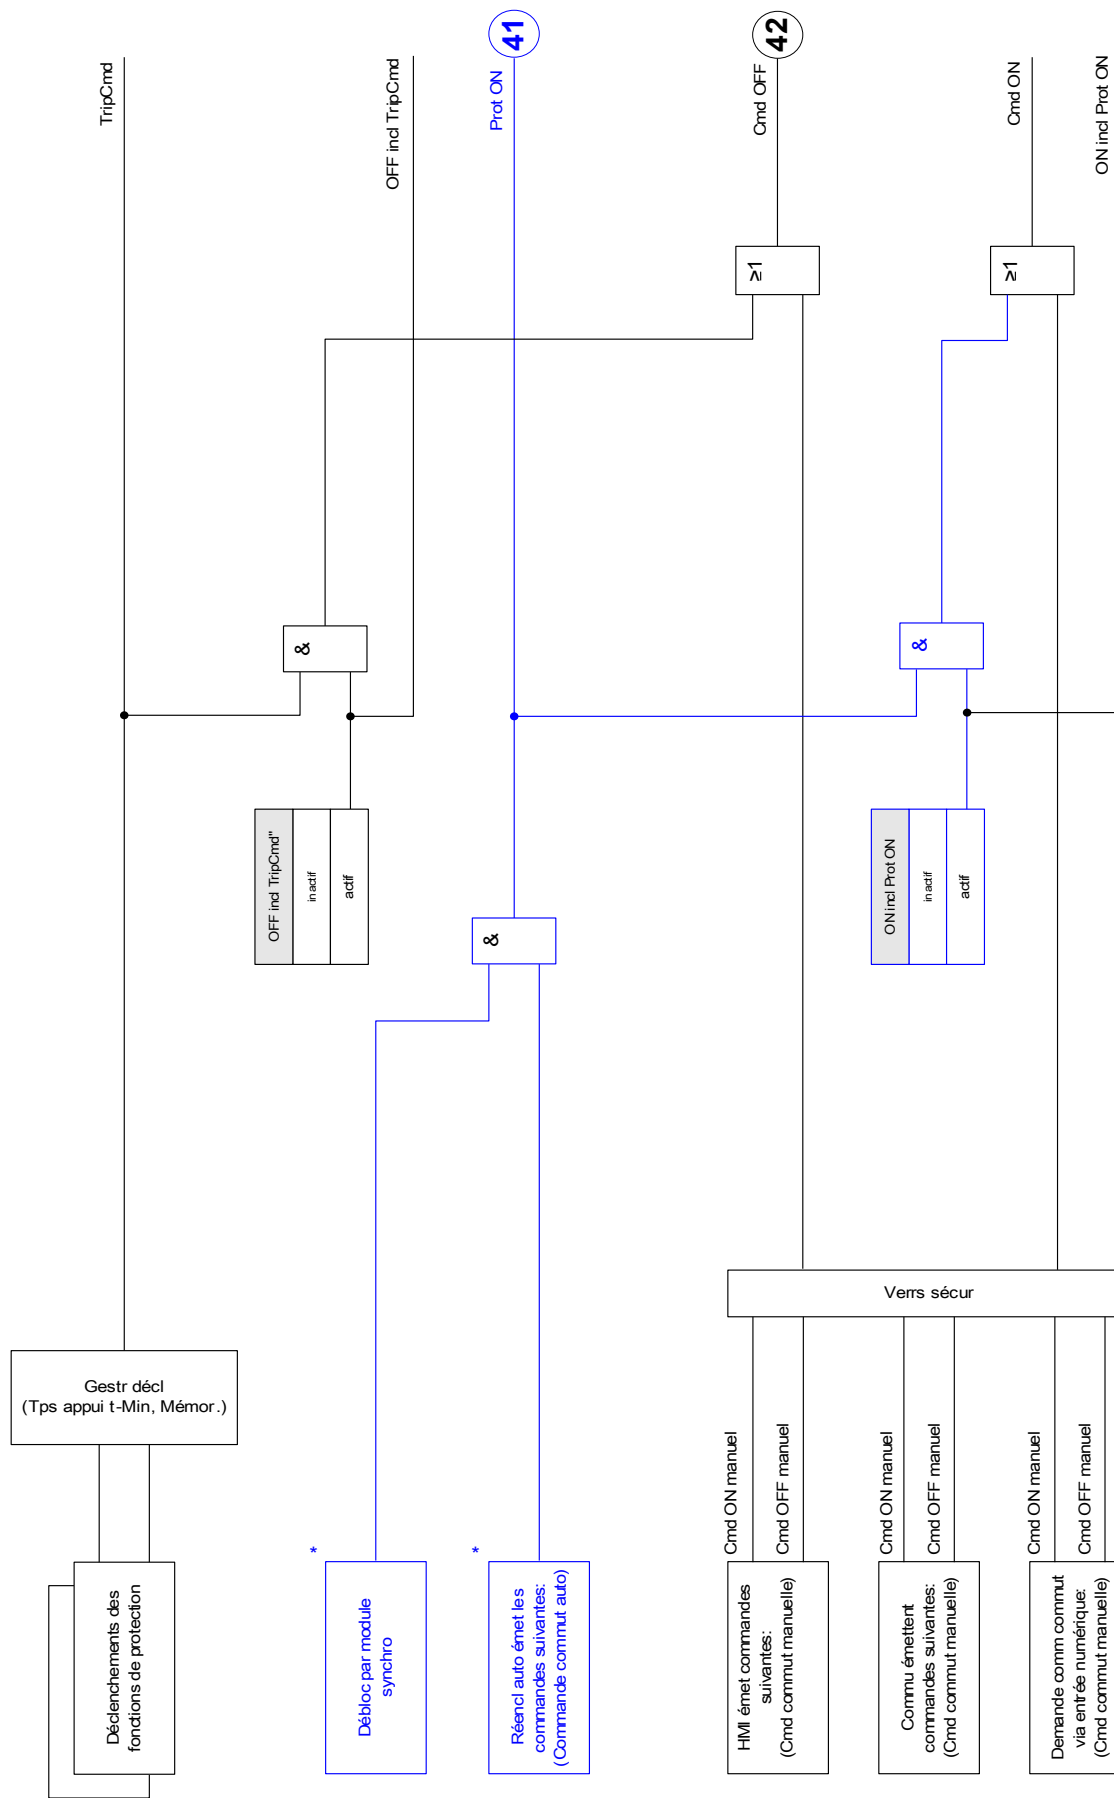 Déclenchements des
fonctions de protection
Gestr décl
(Tps appui t-Min, Mémor.)
TripCmd
OFF incl TripCmd"
inactif
actif
&
OFF incl TripCmd
*
Débloc par module
synchro
*
Réencl auto émet les
commandes suivantes:
(Commande commut auto)
&
Prot ON
41
HMI émet commandes
suivantes:
(Cmd commut manuelle)
Cmd ON manuel
Cmd OFF manuel
Commu émettent
commandes suivantes:
(Cmd commut manuelle)
Cmd ON manuel
Cmd OFF manuel
Demande comm commut
via entrée numérique:
(Cmd commut manuelle)
Cmd ON manuel
Cmd OFF manuel
Verrs sécur
≥1
Cmd OFF
42
ON incl Prot ON
inactif
actif
&
≥1
Cmd ON
ON incl Prot ON